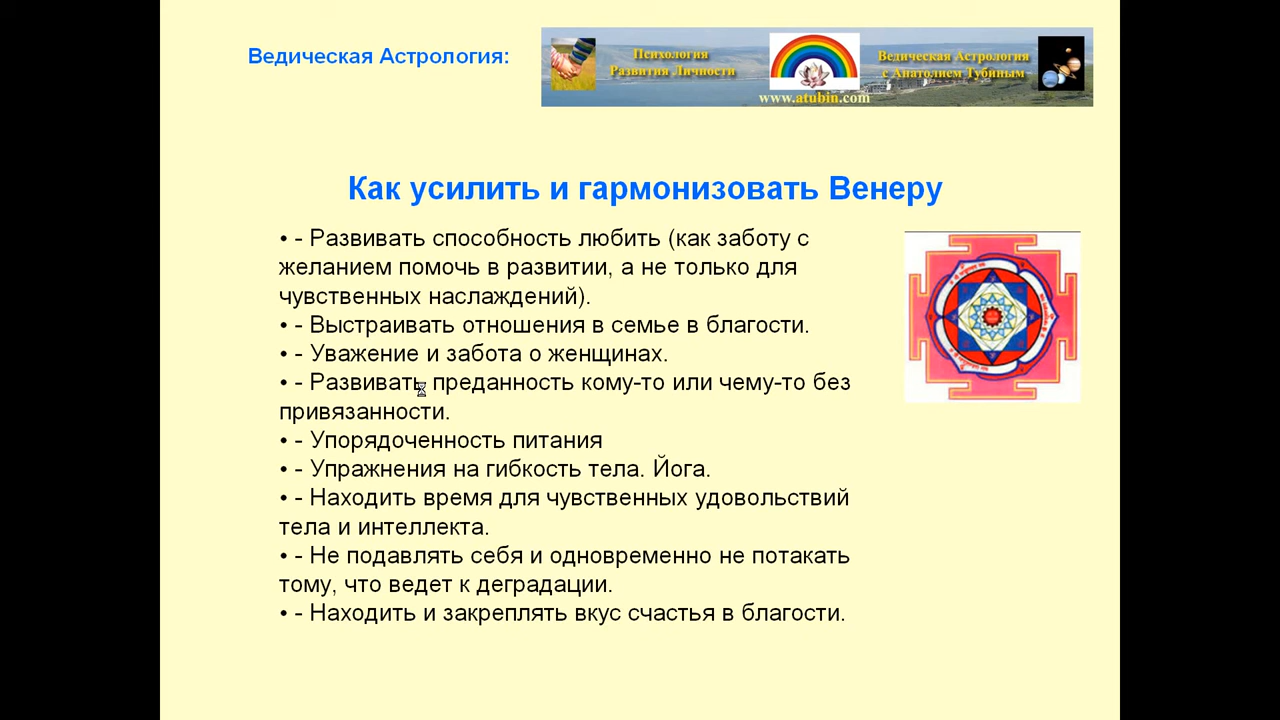 Ведическая Астрология:
Психология
Развития Личности
Ведическая Астрология
с Анатолием Тубиным
www.atubin.com
Как усилить и гармонизовать Венеру
• - Развивать способность любить (как заботу с
желанием помочь в развитии, а не только для
чувственных наслаждений).
• - Выстраивать отношения в семье в благости.
• - Уважение и забота о женщинах.
• - Развивать преданность кому-то или чему-то без
привязанности.
• - Упорядоченность питания
• - Упражнения на гибкость тела. Йога.
• - Находить время для чувственных удовольствий
тела и интеллекта.
• - Не подавлять себя и одновременно не потакать
тому, что ведет к деградации.
• - Находить и закреплять вкус счастья в благости.